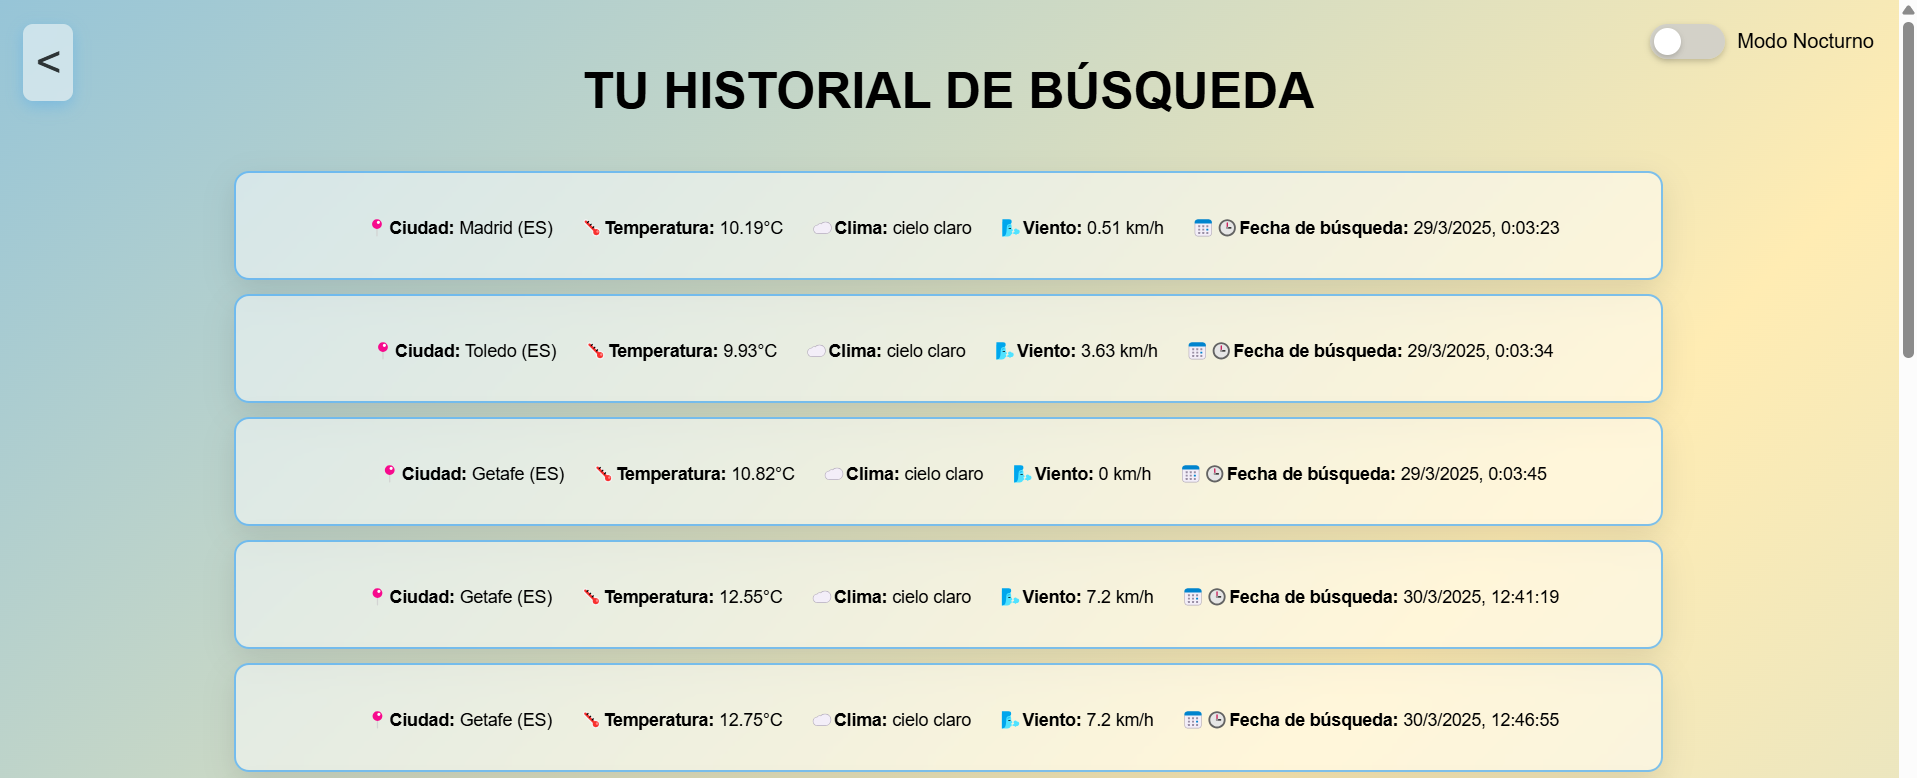 <
Modo Nocturno
TU HISTORIAL DE BÚSQUEDA
Ciudad: Madrid (ES) Temperatura: 10.19°C Clima: cielo claro Viento: 0.51 km/h Fecha de búsqueda: 29/3/2025, 0:03:23
Ciudad: Toledo (ES) Temperatura: 9.93°C Clima: cielo claro Viento: 3.63 km/h Fecha de búsqueda: 29/3/2025, 0:03:34
Ciudad: Getafe (ES) Temperatura: 10.82°C Clima: cielo claro Viento: 0 km/h Fecha de búsqueda: 29/3/2025, 0:03:45
Ciudad: Getafe (ES) Temperatura: 12.55°C Clima: cielo claro Viento: 7.2 km/h Fecha de búsqueda: 30/3/2025, 12:41:19
Ciudad: Getafe (ES) Temperatura: 12.75°C Clima: cielo claro Viento: 7.2 km/h Fecha de búsqueda: 30/3/2025, 12:46:55